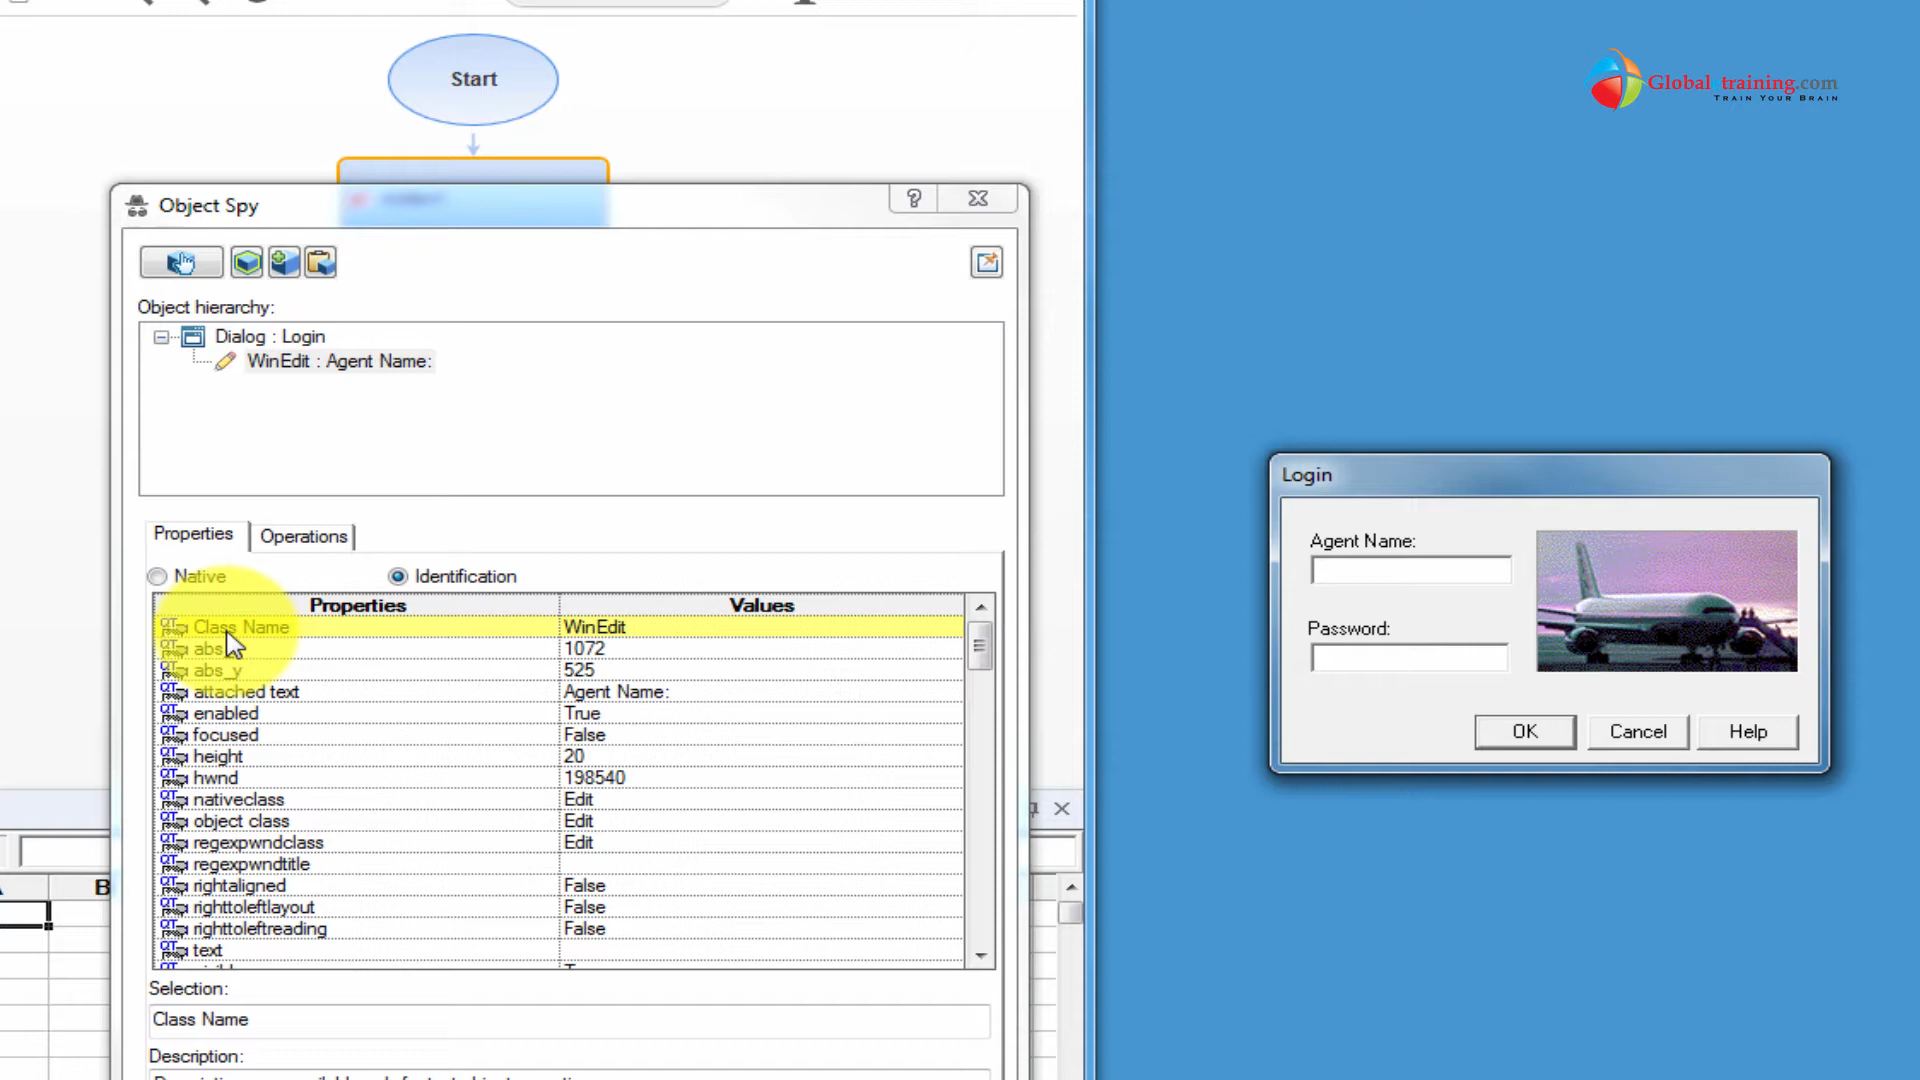 Start
Global etraining.com
TRAIN YOUR BRAIN
Object Spy
Object hierarchy:
Dialog : Login
WinEdit : Agent Name:
Properties
Operations
Native
Identification
Properties Values
Class Name WinEdit
abs 1072
abs_y 525
attached text Agent Name:
enabled True
focused False
height 20
hwnd 198540
nativeclass Edit
object class Edit
regexpwndclass Edit
regexpwndtitle
rightaligned False
righttoleftlayout False
righttoleftreading False
text
Selection:
Class Name
Description:
B
Login
Agent Name:
Password:
OK
Cancel
Help